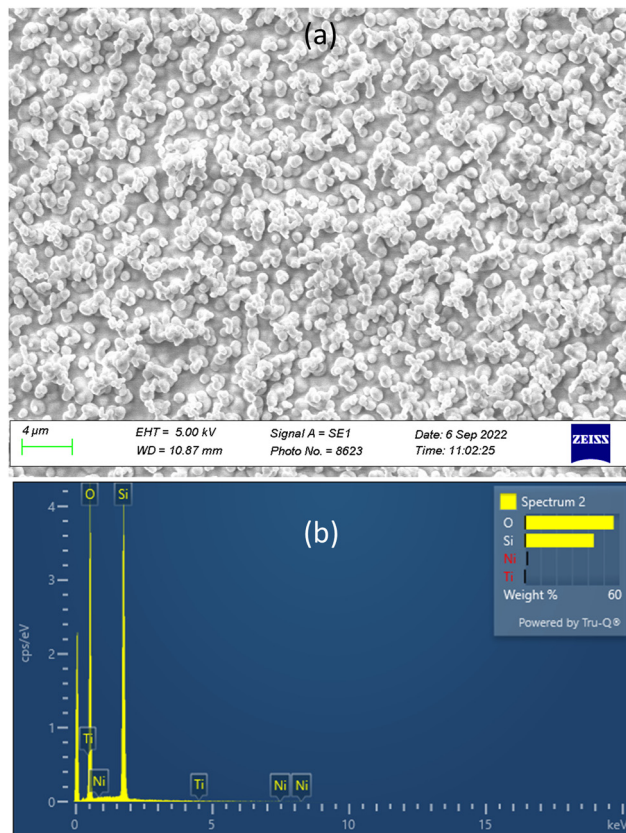 (a)
4 µm
EHT = 5.00 kV
Signal A = SE1
Date: 6 Sep 2022
WD = 10.87 mm
Photo No. = 8623
Time: 11:02:25
ZEISS
(b)
Spectrum 2
O
Si
Ni
Ti
Weight % 60
Powered by Tru-Q®
cps/eV
4
3
2
1
0
O
Si
Ti
Ni
Ti
Ni
Ni
0 5 10 15 keV